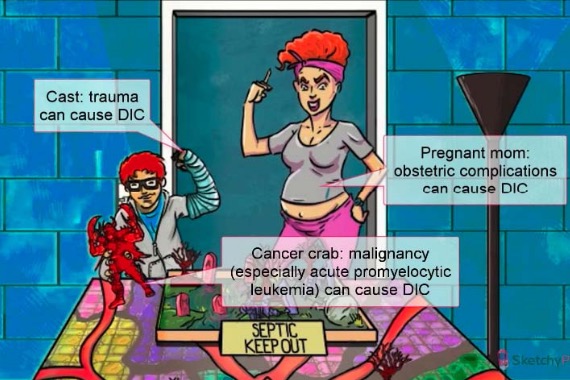 Cast: trauma
can cause DIC
Pregnant mom:
obstetric complications
can cause DIC
Cancer crab: malignancy
(especially acute promyelocytic
leukemia) can cause DIC
SEPTIC
KEEP OUT
SketchyP